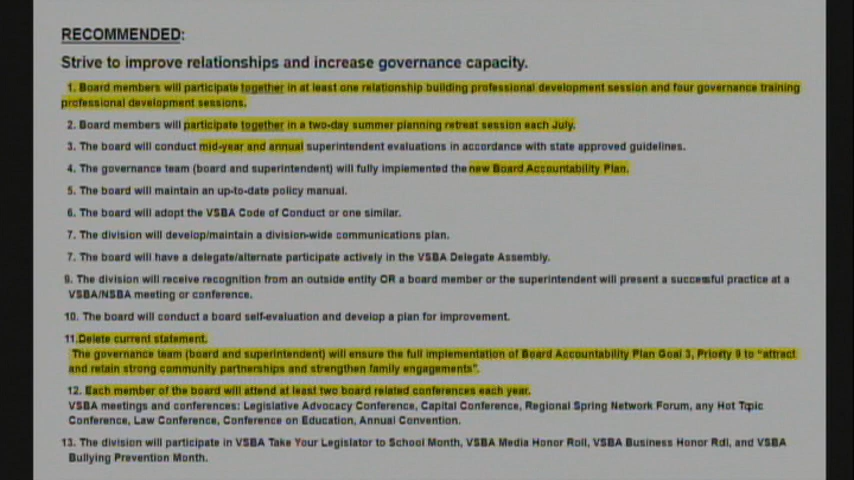 RECOMMENDED:
Strive to improve relationships and increase governance capacity.
1. Board members will participate together in at least one relationship building professional development session and four governance training
professional development sessions.
2. Board members will participate together in a two-day summer planning retreat session each July.
3. The board will conduct mid-year and annual superintendent evaluations in accordance with state approved guidelines.
4. The governance team (board and superintendent) will fully implemented the new Board Accountability Plan.
5. The board will maintain an up-to-date policy manual.
6. The board will adopt the VSBA Code of Conduct or one similar.
7. The division will develop/maintain a division-wide communications plan.
7. The board will have a delegate/alternate participate actively in the VSBA Delegate Assembly.
9. The division will receive recognition from an outside entity OR a board member or the superintendent will present a successful practice at a
VSBA/NSBA meeting or conference.
10. The board will conduct a board self-evaluation and develop a plan for improvement.
11.Delete current statement.
The governance team (board and superintendent) will ensure the full implementation of Board Accountability Plan Goal 3, Priority 9 to "attract
and retain strong community partnerships and strengthen family engagements".
12. Each member of the board will attend at least two board related conferences each year.
VSBA meetings and conferences: Legislative Advocacy Conference, Capital Conference, Regional Spring Network Forum, any Hot Topic
Conference, Law Conference, Conference on Education, Annual Convention.
13. The division will participate in VSBA Take Your Legislator to School Month, VSBA Media Honor Roll, VSBA Business Honor Roll, and VSBA
Bullying Prevention Month.